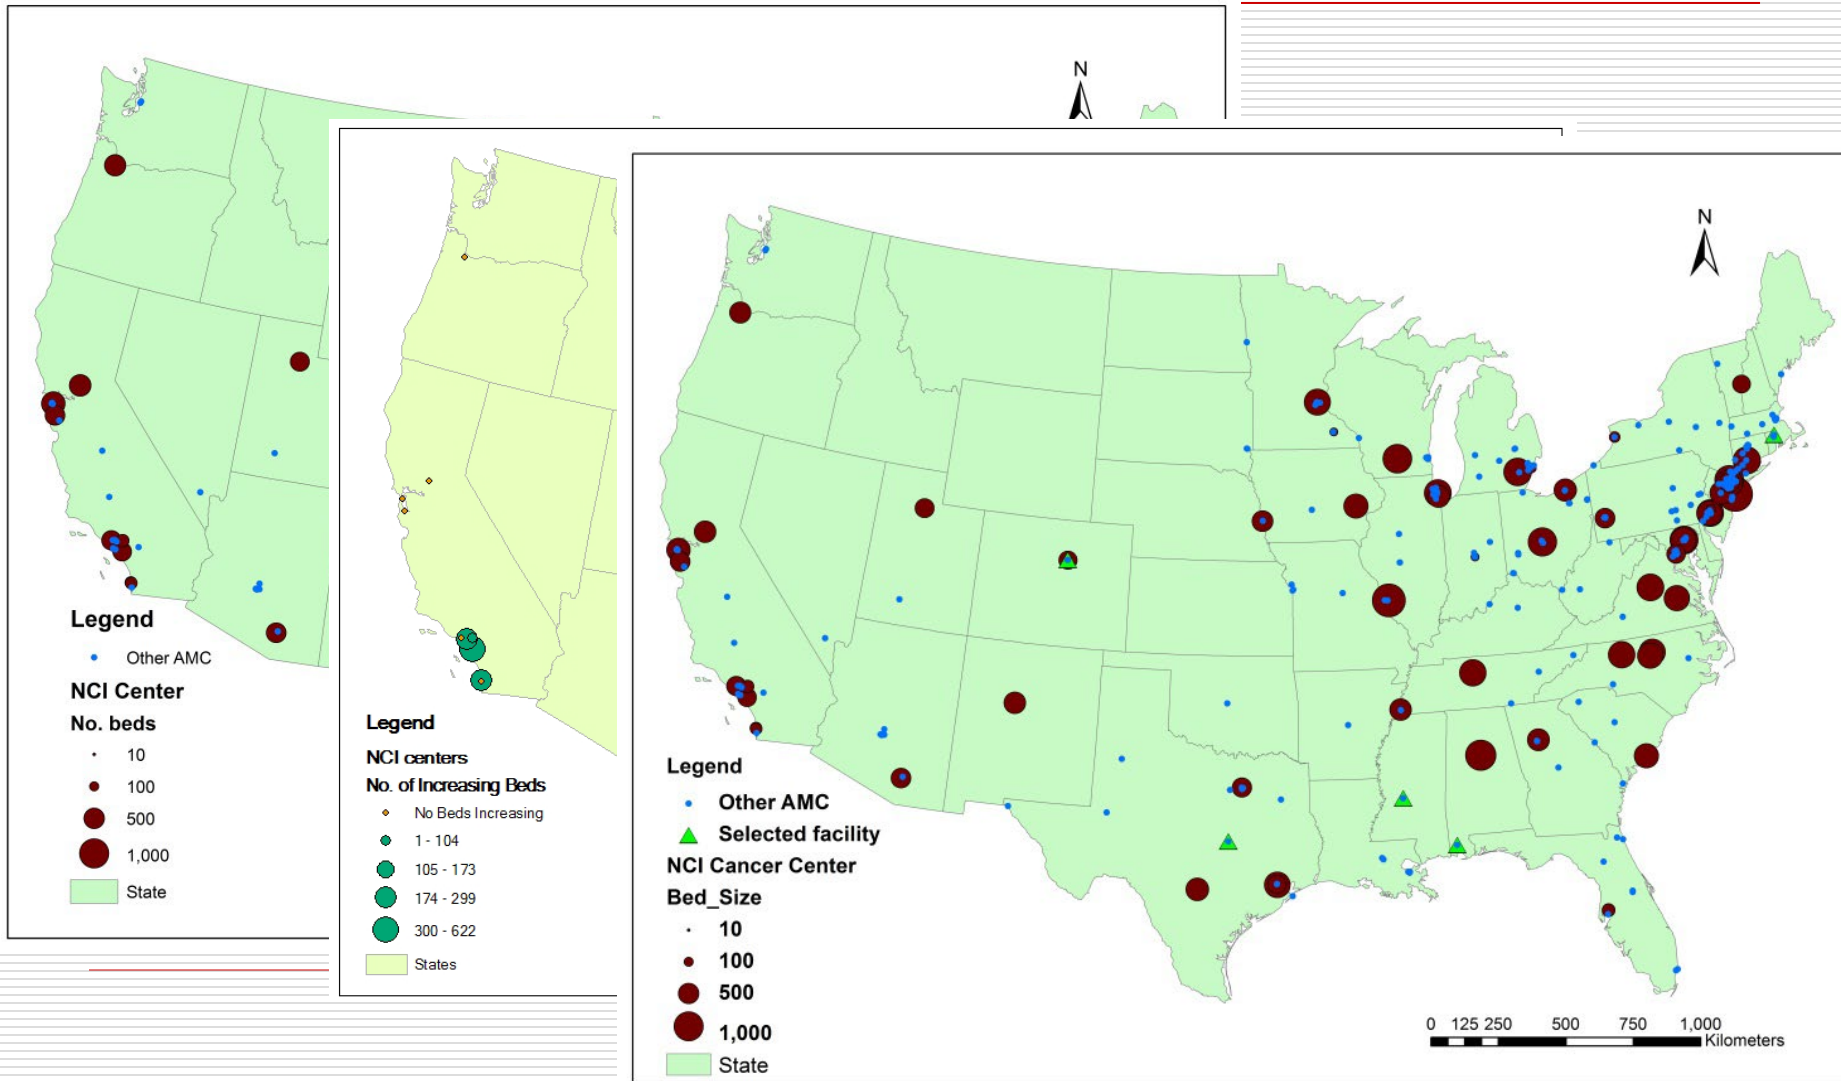 N
Legend
Other AMC
NCI Center
No. beds
10
100
500
1,000
State
Legend
NCI centers
No. of Increasing Beds
No Beds Increasing
1 - 104
105 - 173
174 - 299
300 - 622
States
N
Legend
Other AMC
Selected facility
NCI Cancer Center
Bed_Size
10
100
500
1,000
State
0 125 250 500 750 1,000
Kilometers